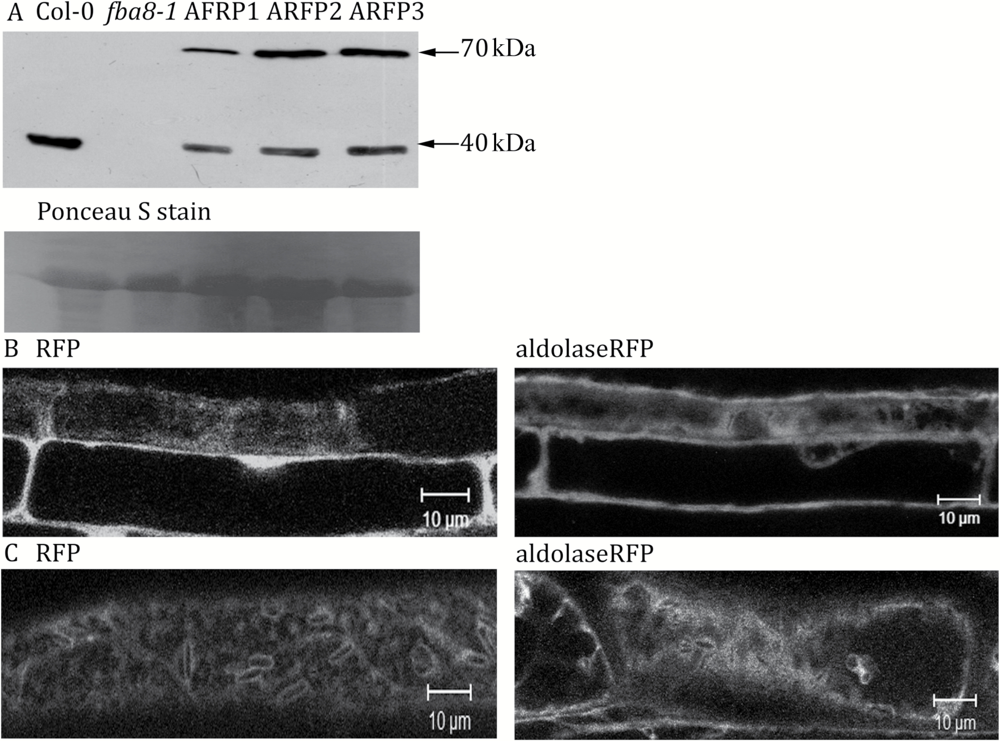 A Col-0 fba8-1 AFRP1 ARFP2 ARFP3
70 kDa
40 kDa
Ponceau S stain
B RFP aldolaseRFP
10 µm 10 µm
C RFP aldolaseRFP
10 µm 10 µm